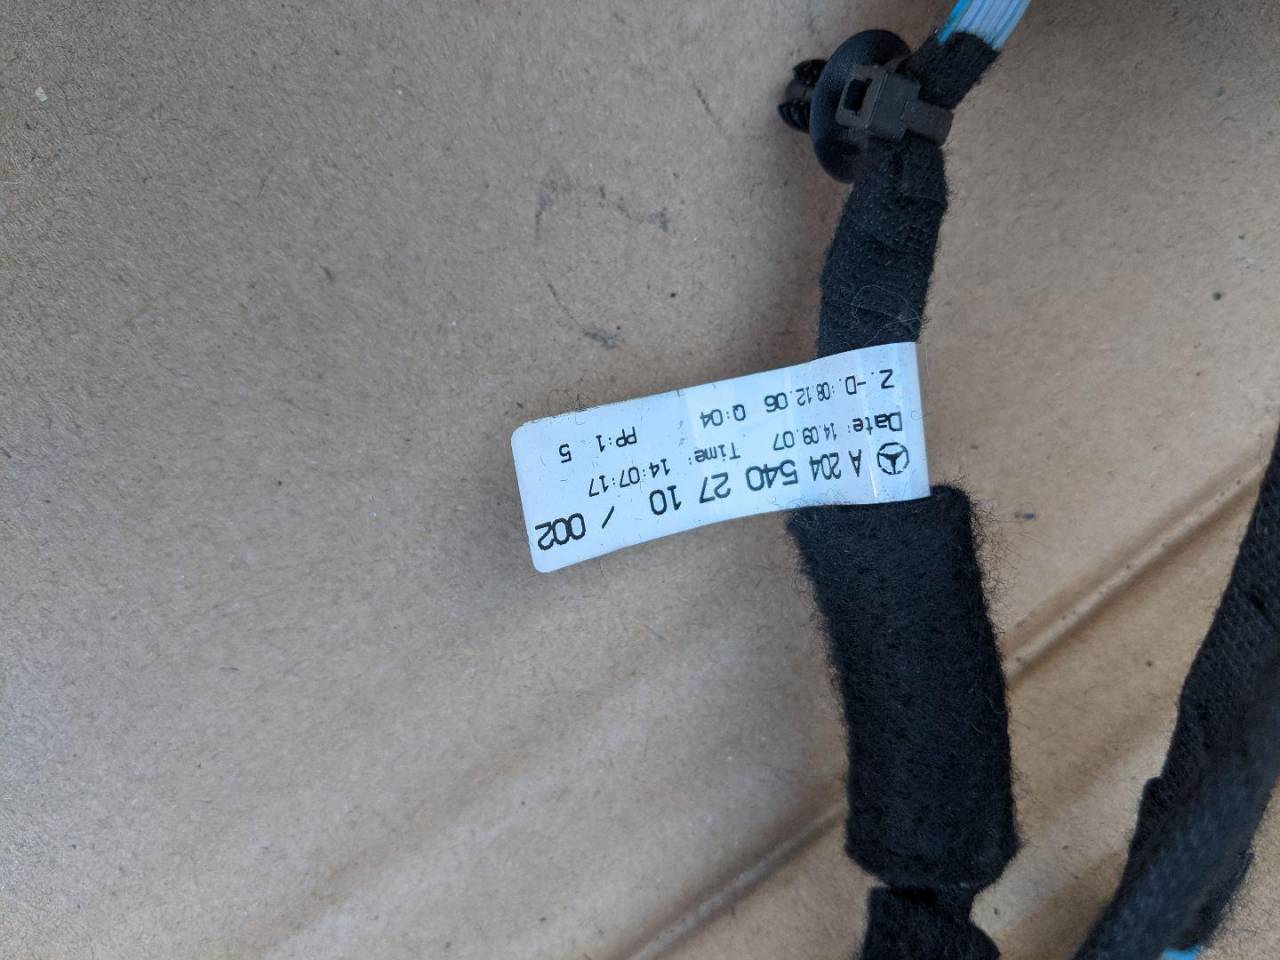 A 204 540 27 10 / 002
Date: 14.09.07 Time: 14:07:17
Z.-D.:08.12.06 Q:04 PP:1 5